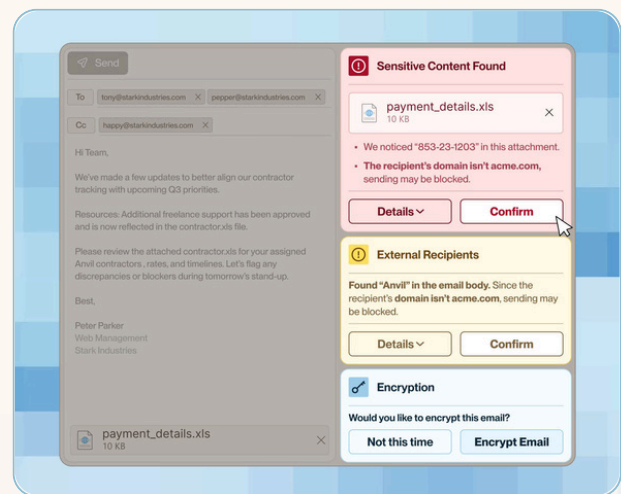 Send
To tony@starkindustries.com × pepper@starkindustries.com ×
Cc happy@starkindustries.com ×
Hi Team,
We've made a few updates to better align our contractor
tracking with upcoming Q3 priorities.
Resources: Additional freelance support has been approved
and is now reflected in the contractor.xls file.
Please review the attached contractor.xls for your assigned
Anvil contractors , rates, and timelines. Let's flag any
discrepancies or blockers during tomorrow's stand-up.
Best,
Peter Parker
Web Management
Stark Industries
payment_details.xls
10 KB
Sensitive Content Found
payment_details.xls
10 KB
• We noticed “853-23-1203” in this attachment.
• The recipient's domain isn't acme.com,
sending may be blocked.
Details Confirm
External Recipients
Found “Anvil” in the email body. Since the
recipient's domain isn't acme.com, sending may
be blocked.
Details Confirm
Encryption
Would you like to encrypt this email?
Not this time Encrypt Email